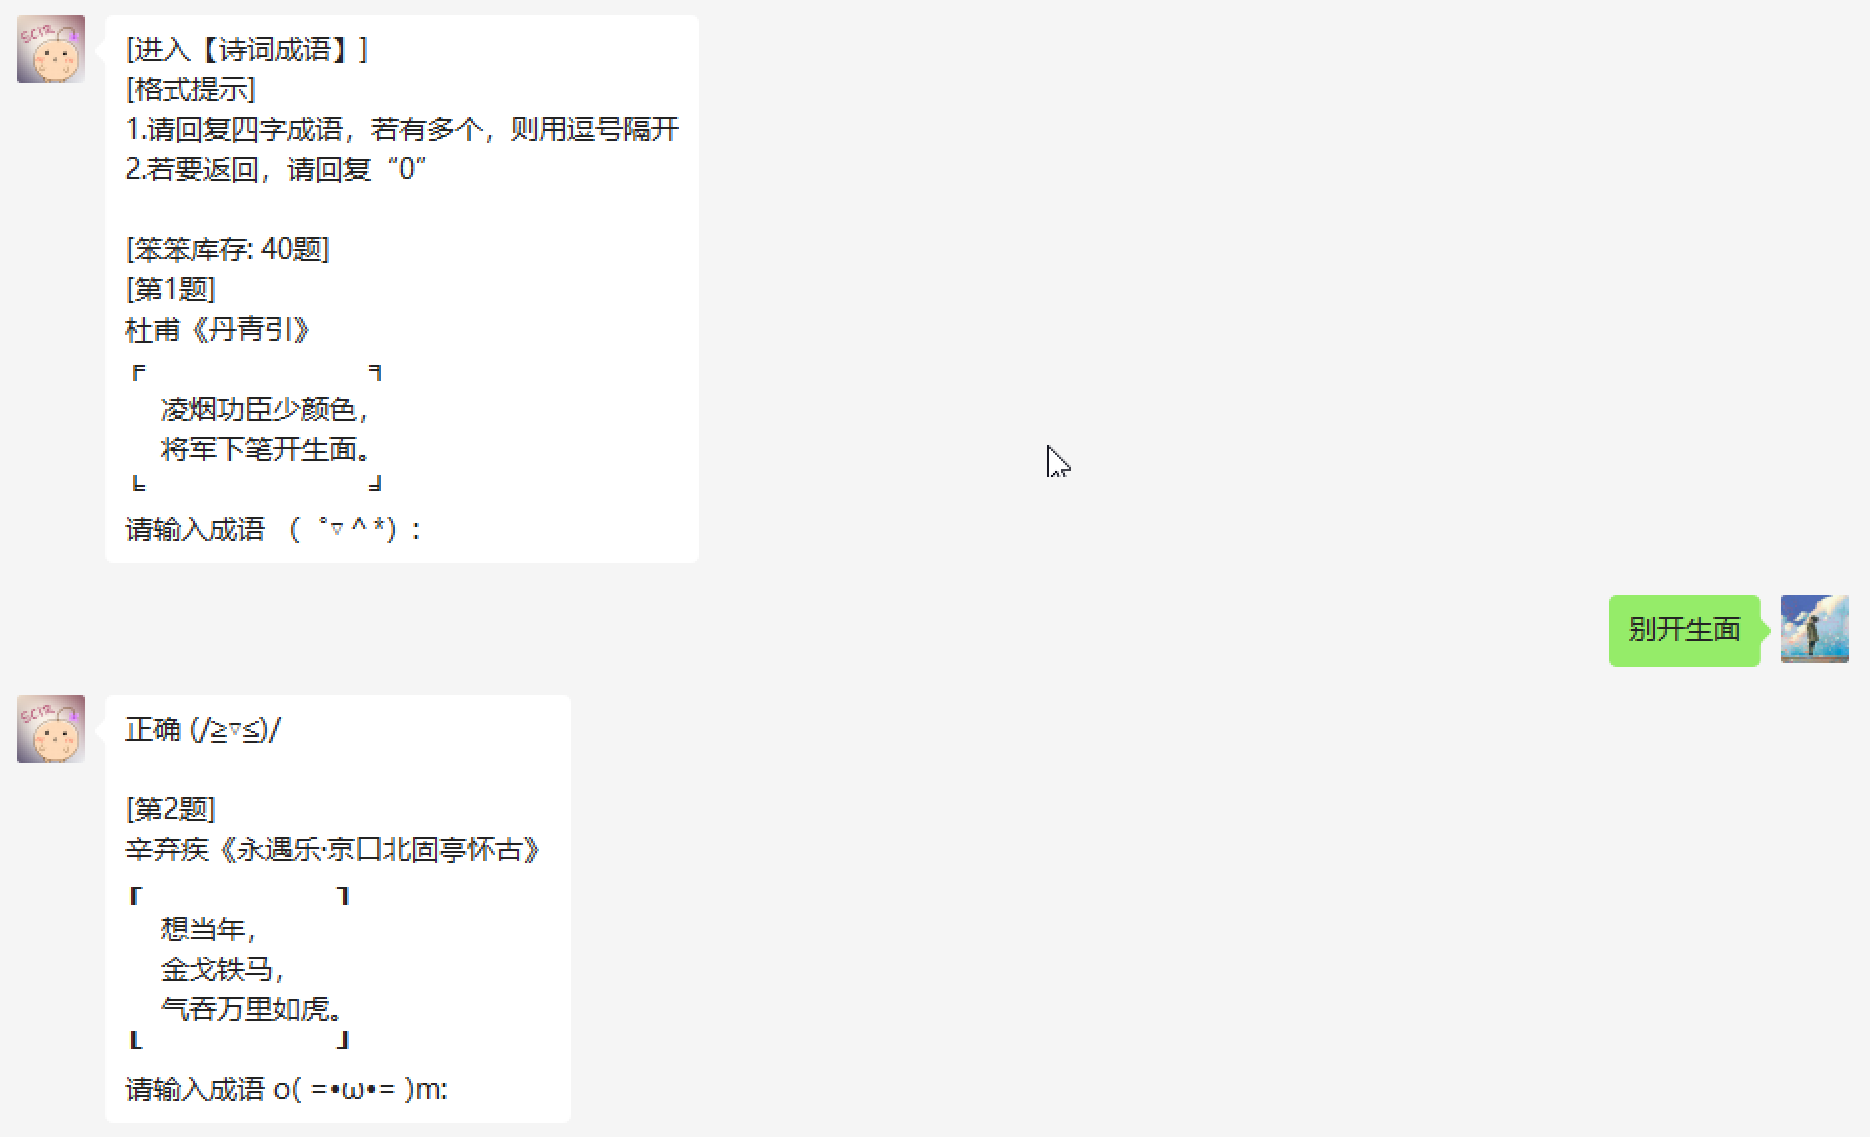 [进入【诗词成语】]
[格式提示]
1.请回复四字成语，若有多个，则用逗号隔开
2.若要返回，请回复“0”
[笨笨库存: 40题]
[第1题]
杜甫《丹青引》
凌烟功臣少颜色，
将军下笔开生面。
请输入成语 （ ﾟ▽＾*）：
别开生面
正确 (/≧▽≦)/
[第2题]
辛弃疾《永遇乐·京口北固亭怀古》
想当年，
金戈铁马，
气吞万里如虎。
请输入成语 o( =•ω•= )m:
SCIR
SCIR